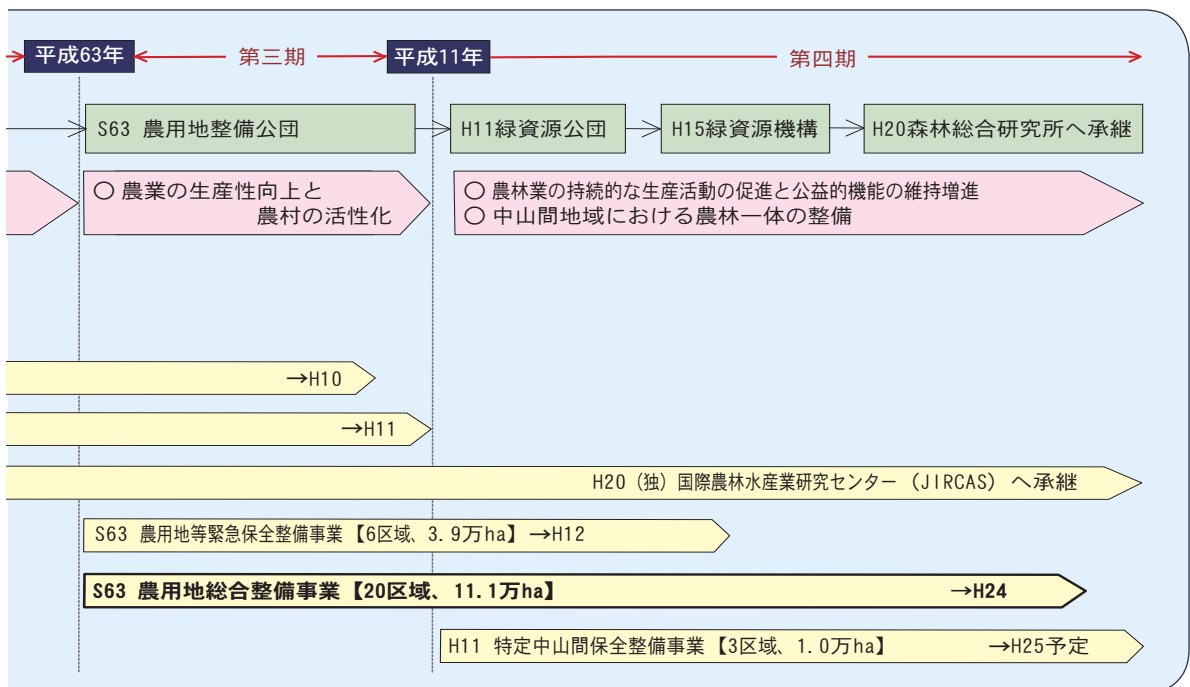 平成63年
第三期
平成11年
第四期
S63 農用地整備公団
H11緑資源公団
H15緑資源機構
H20森林総合研究所へ承継
○ 農業の生産性向上と
農村の活性化
○ 農林業の持続的な生産活動の促進と公益的機能の維持増進
○ 中山間地域における農林一体の整備
→H10
→H11
H20（独）国際農林水産業研究センター（JIRCAS）へ承継
S63 農用地等緊急保全整備事業【6区域、3.9万ha】→H12
S63 農用地総合整備事業【20区域、11.1万ha】 →H24
H11 特定中山間保全整備事業【3区域、1.0万ha】 →H25予定